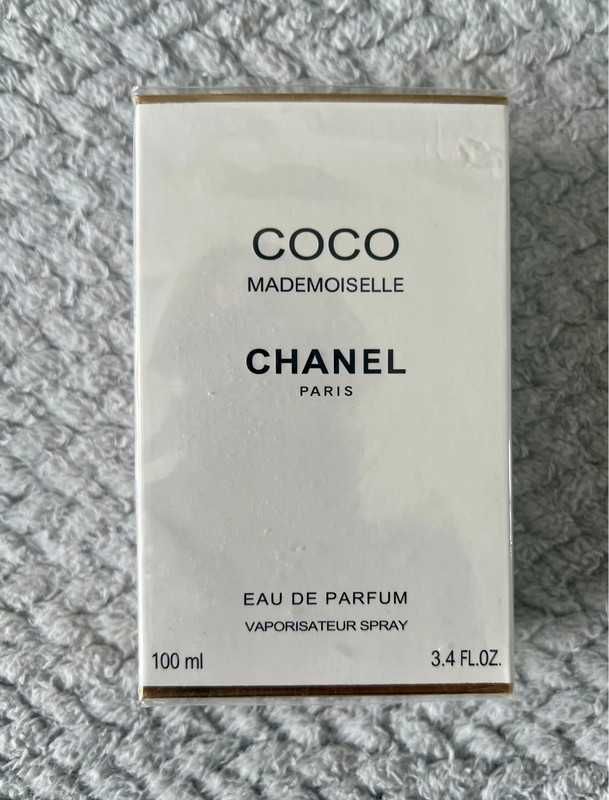 COCO
MADEMOISELLE
CHANEL
PARIS
EAU DE PARFUM
VAPORISATEUR SPRAY
100 ml 3.4 FL.OZ.